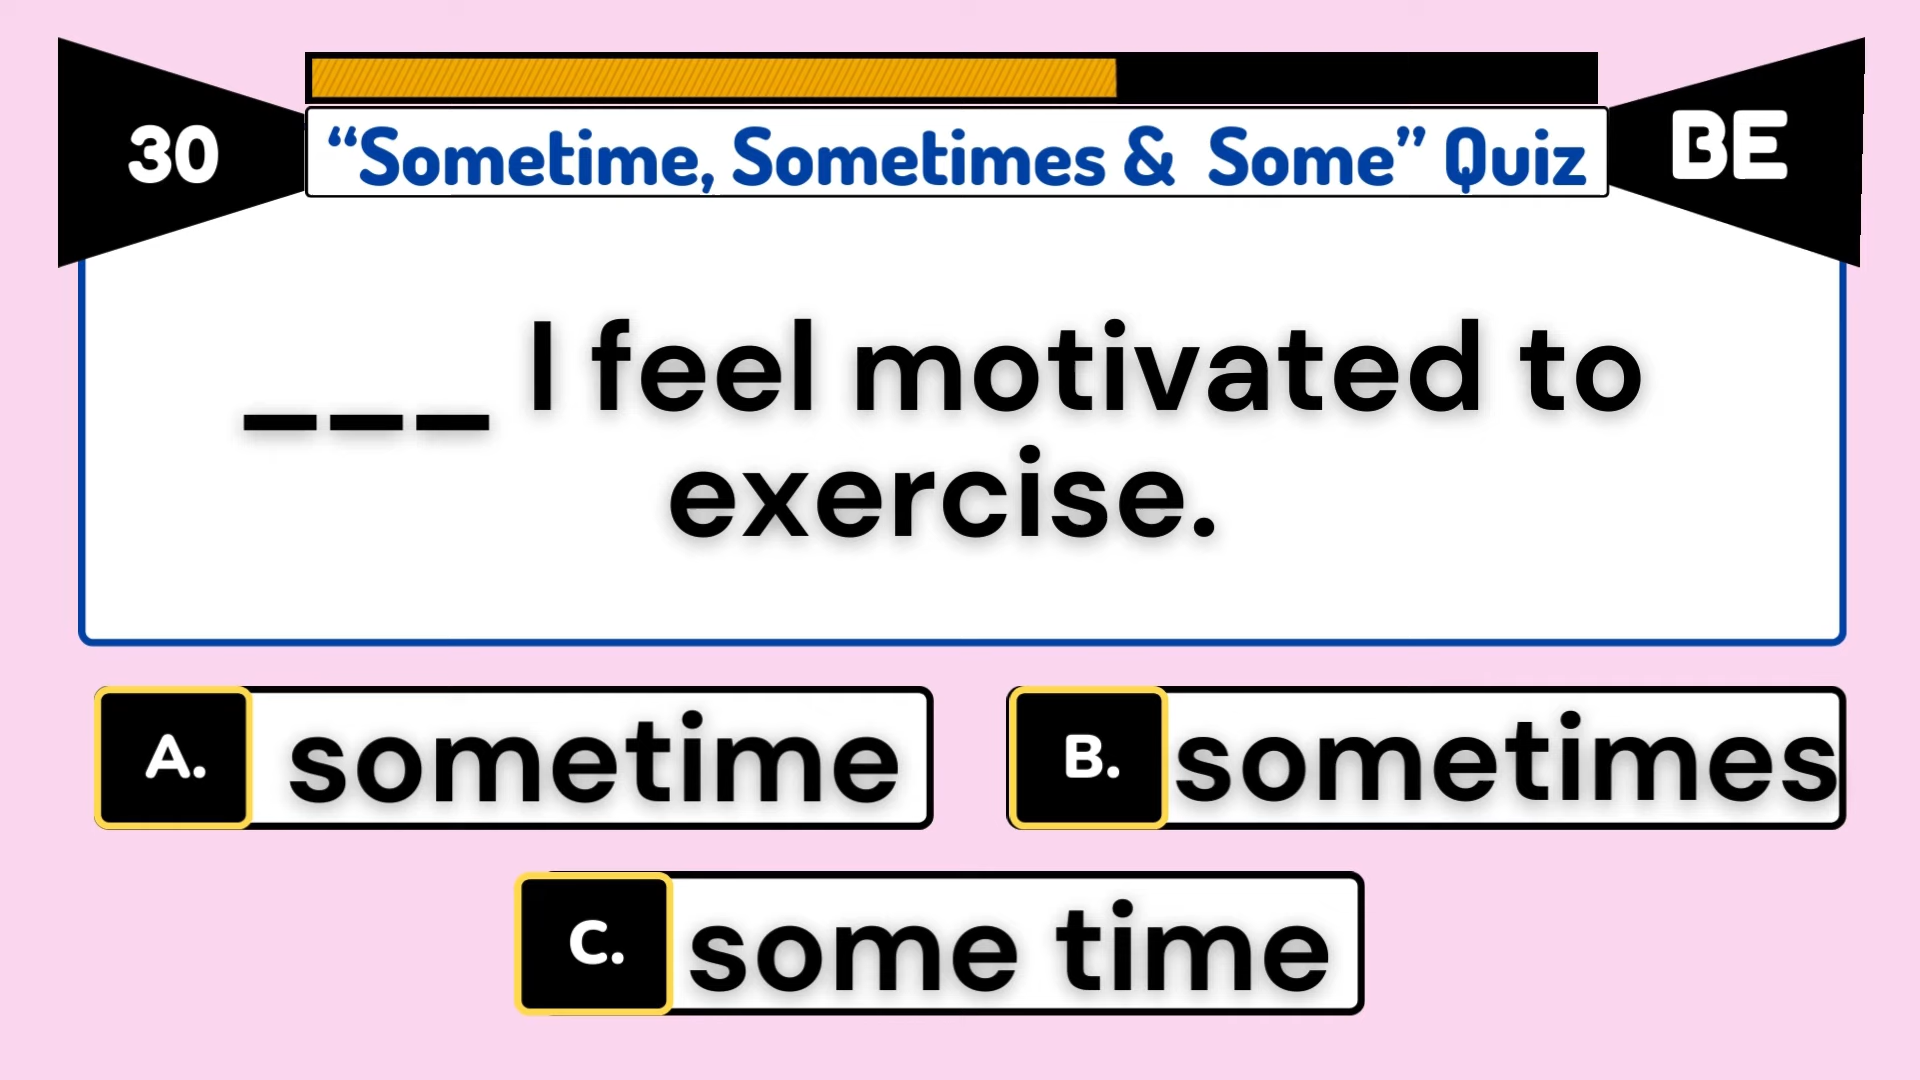 30
“Sometime, Sometimes & Some” Quiz
BE
___ I feel motivated to
exercise.
A. sometime
B. sometimes
C. some time